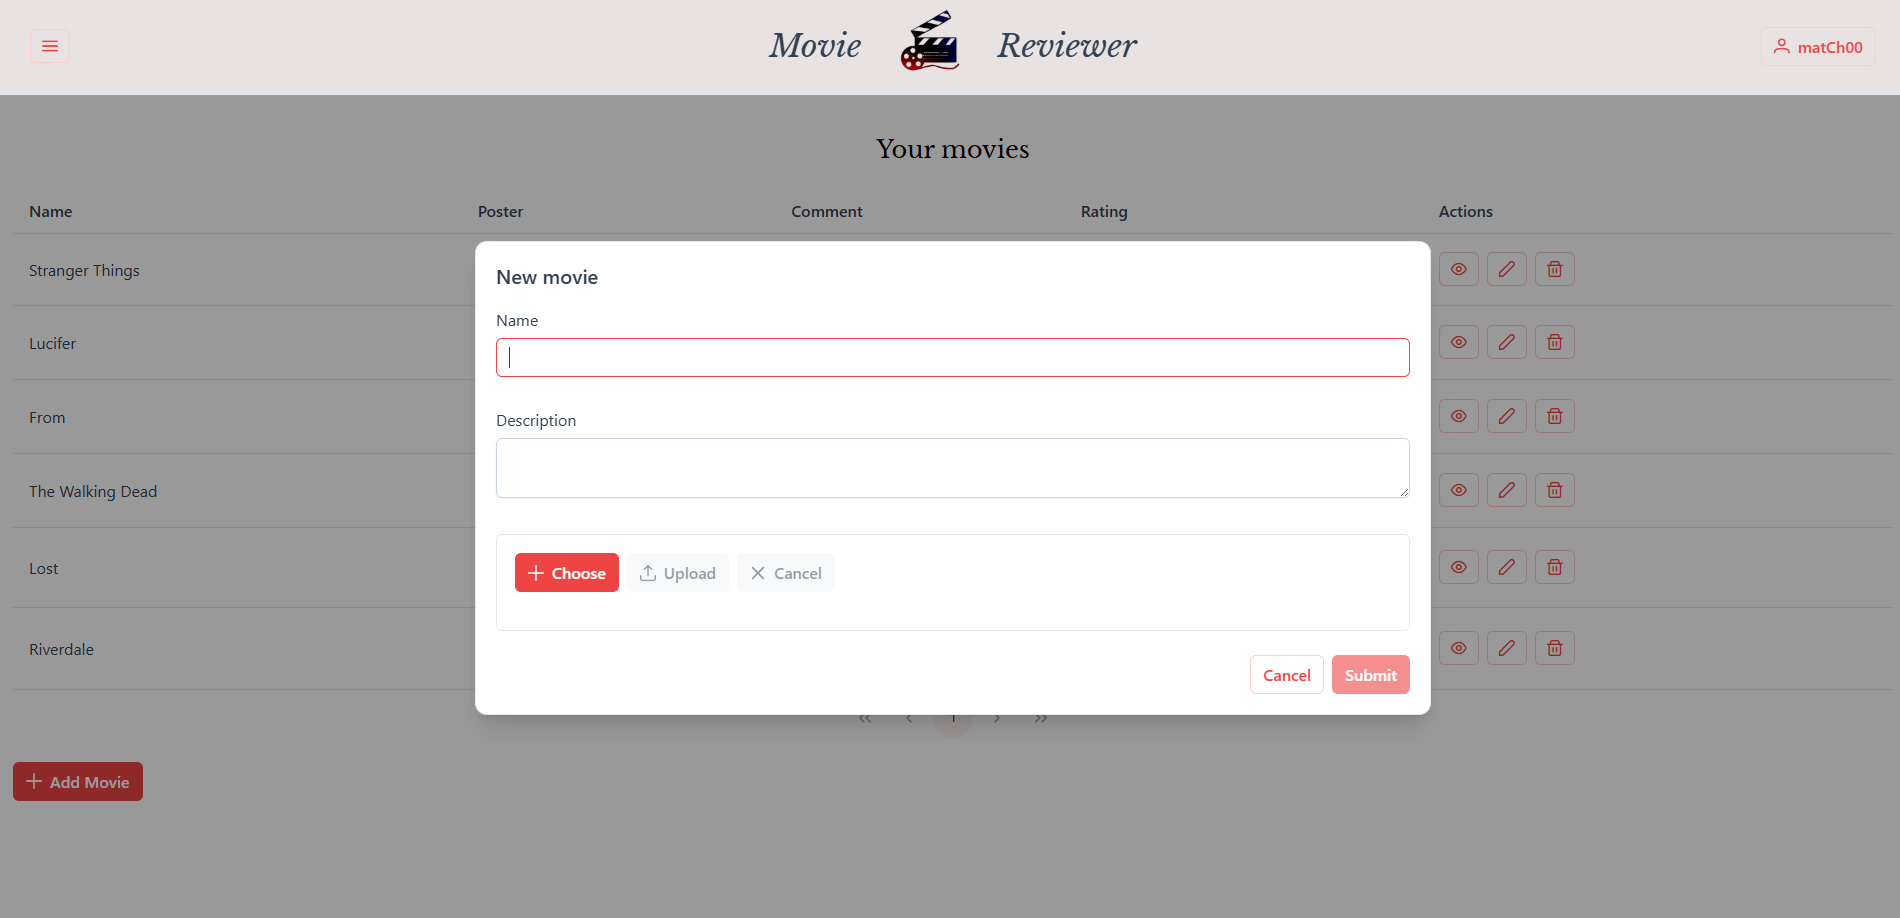 Movie Reviewer
matCh00
Your movies
Name Poster Comment Rating Actions
Stranger Things
Lucifer
From
The Walking Dead
Lost
Riverdale
New movie
Name
Description
Choose Upload Cancel
Cancel Submit
1
Add Movie